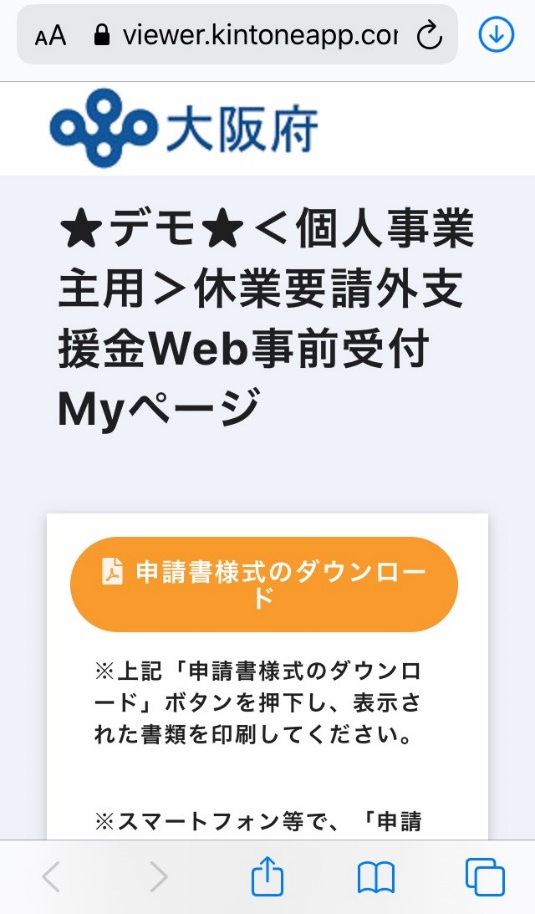 AA viewer.kintoneapp.cor
大阪府
★デモ★＜個人事業
主用＞休業要請外支
援金Web事前受付
Myページ
申請書様式のダウンロー
ド
※上記「申請書様式のダウンロ
ード」ボタンを押下し、表示さ
れた書類を印刷してください。
※スマートフォン等で、「申請